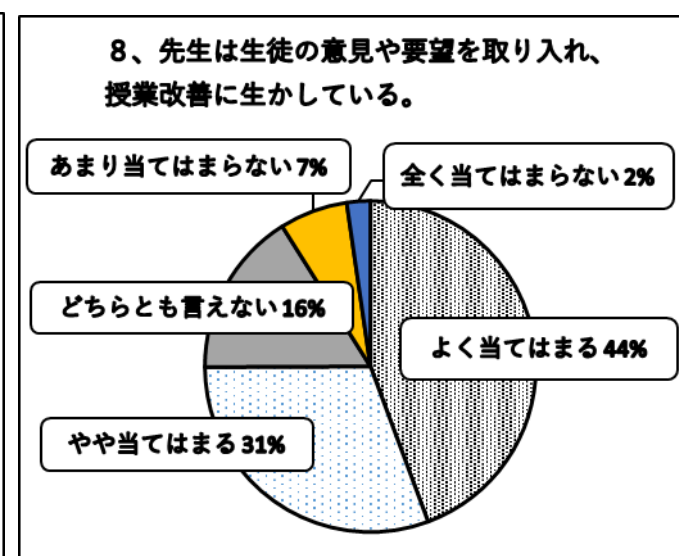 ８、先生は生徒の意見や要望を取り入れ、
授業改善に生かしている。
あまり当てはまらない 7%
全く当てはまらない 2%
どちらとも言えない 16%
よく当てはまる 44%
やや当てはまる 31%